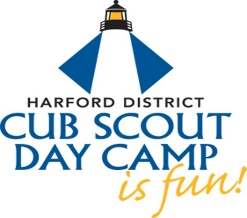 HARFORD DISTRICT
CUB SCOUT
DAY CAMP
is fun!